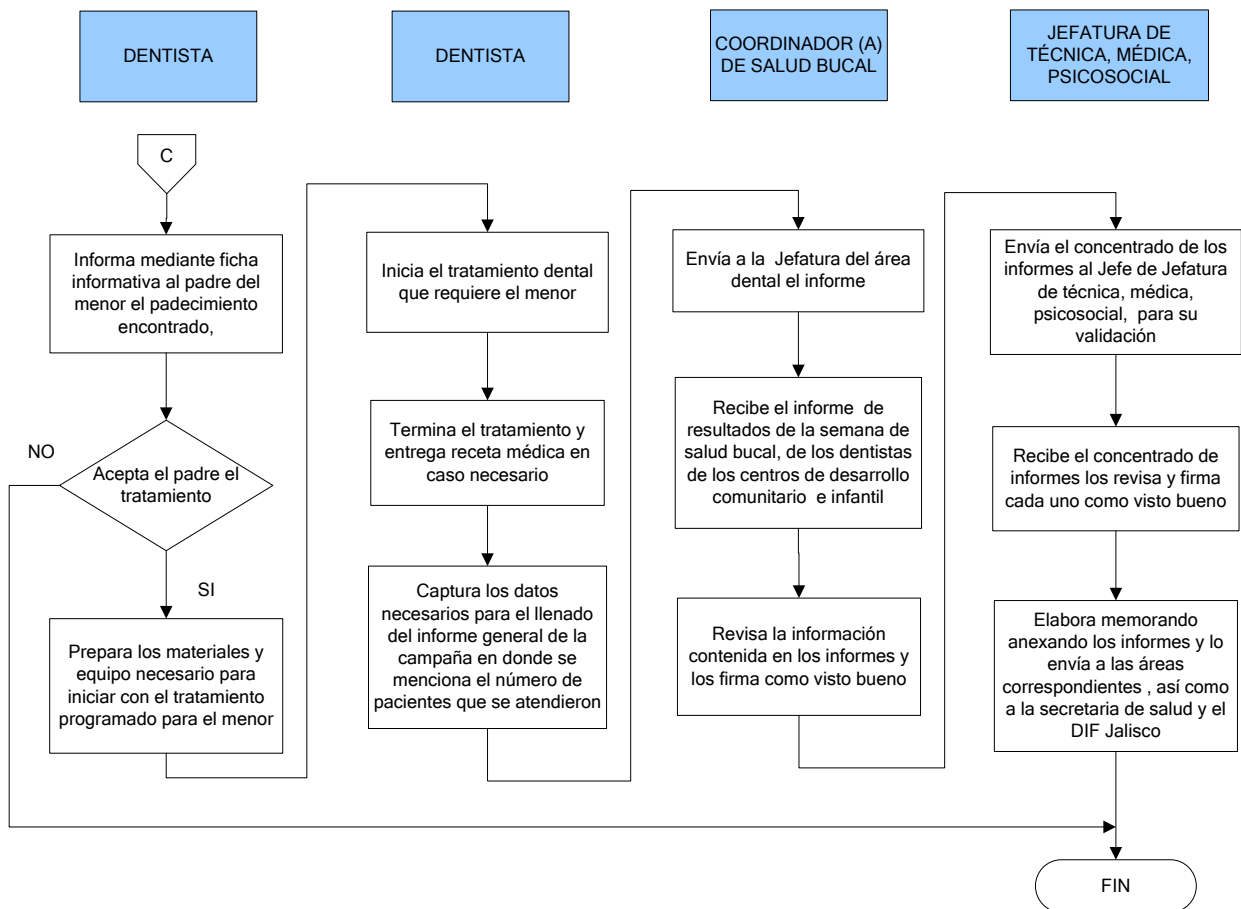 DENTISTA
DENTISTA
COORDINADOR (A)
DE SALUD BUCAL
JEFATURA DE
TÉCNICA, MÉDICA,
PSICOSOCIAL
C
Informa mediante ficha
informativa al padre del
menor el padecimiento
encontrado,
NO
Acepta el padre el
tratamiento
SI
Prepara los materiales y
equipo necesario para
iniciar con el tratamiento
programado para el menor
Inicia el tratamiento dental
que requiere el menor
Termina el tratamiento y
entrega receta médica en
caso necesario
Captura los datos
necesarios para el llenado
del informe general de la
campaña en donde se
menciona el número de
pacientes que se atendieron
Envía a la Jefatura del área
dental el informe
Recibe el informe de
resultados de la semana de
salud bucal, de los dentistas
de los centros de desarrollo
comunitario e infantil
Revisa la información
contenida en los informes y
los firma como visto bueno
Envía el concentrado de los
informes al Jefe de Jefatura
de técnica, médica,
psicosocial, para su
validación
Recibe el concentrado de
informes los revisa y firma
cada uno como visto bueno
Elabora memorando
anexando los informes y lo
envía a las áreas
correspondientes , así como
a la secretaria de salud y el
DIF Jalisco
FIN